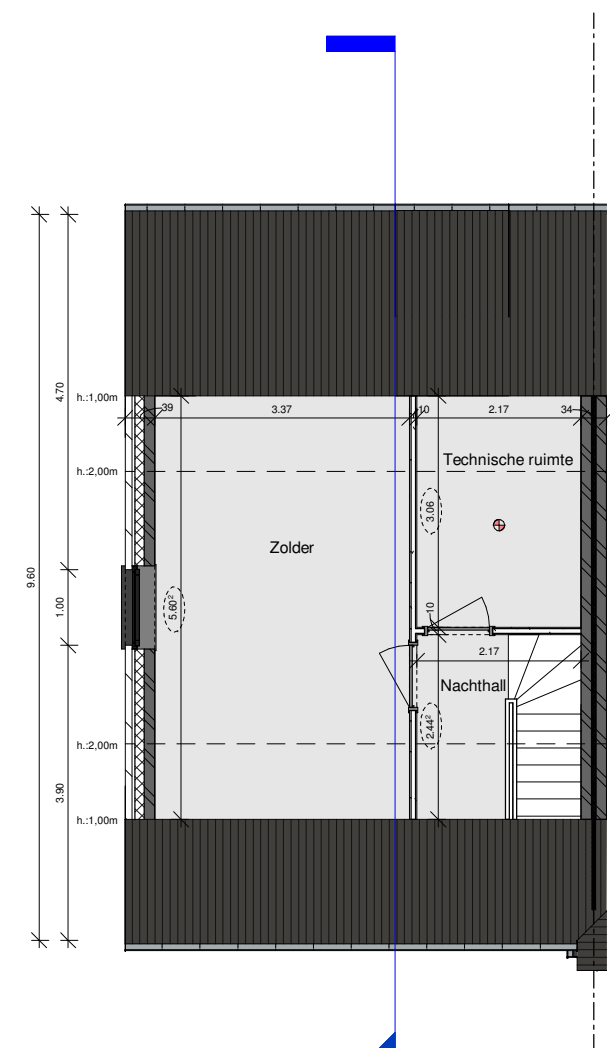 h.:1,00m
39
3.37
10
2.17
34
4.70
Technische ruimte
h.:2,00m
3.06
Zolder
9.60
1.00
5.60²
10
2.17
Nachthall
2.44²
h.:2,00m
3.90
h.:1,00m